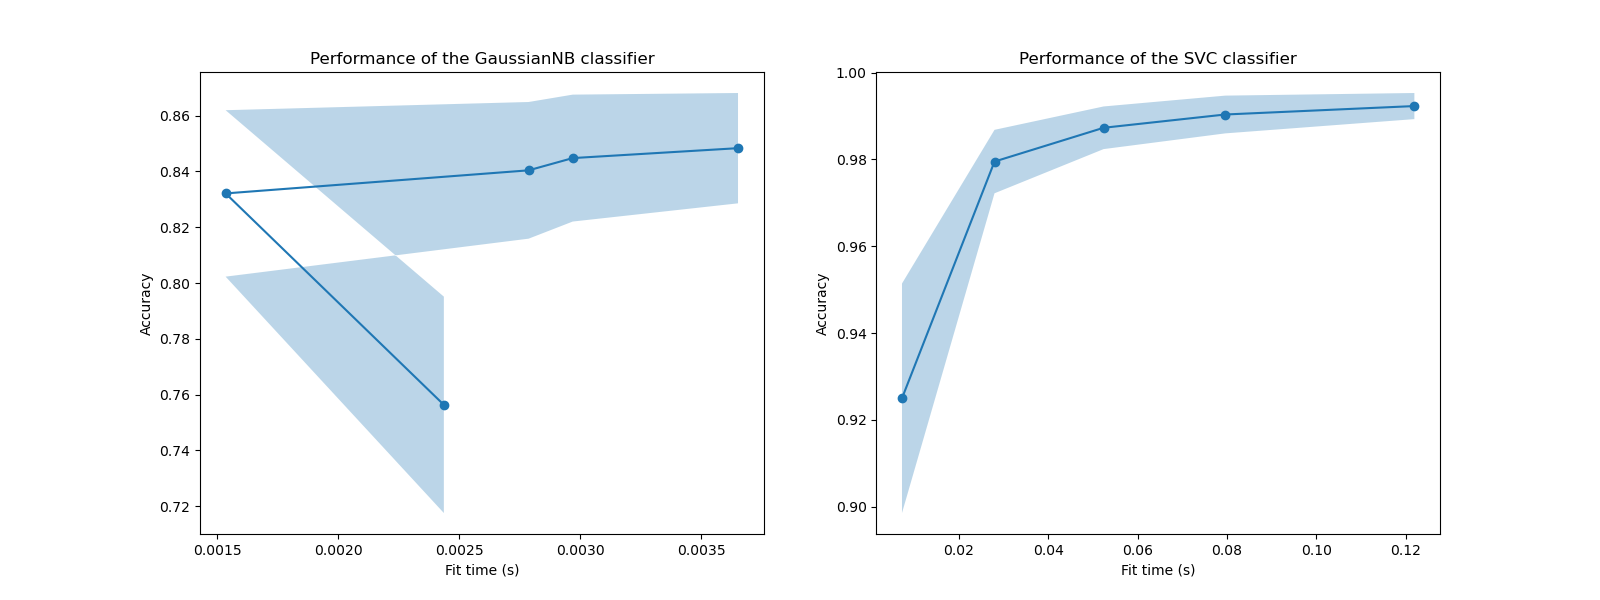 Performance of the GaussianNB classifier
0.86
0.84
0.82
0.80
0.78
0.76
0.74
0.72
Accuracy
0.0015 0.0020 0.0025 0.0030 0.0035
Fit time (s)
Performance of the SVC classifier
1.00
0.98
0.96
0.94
0.92
0.90
Accuracy
0.02 0.04 0.06 0.08 0.10 0.12
Fit time (s)